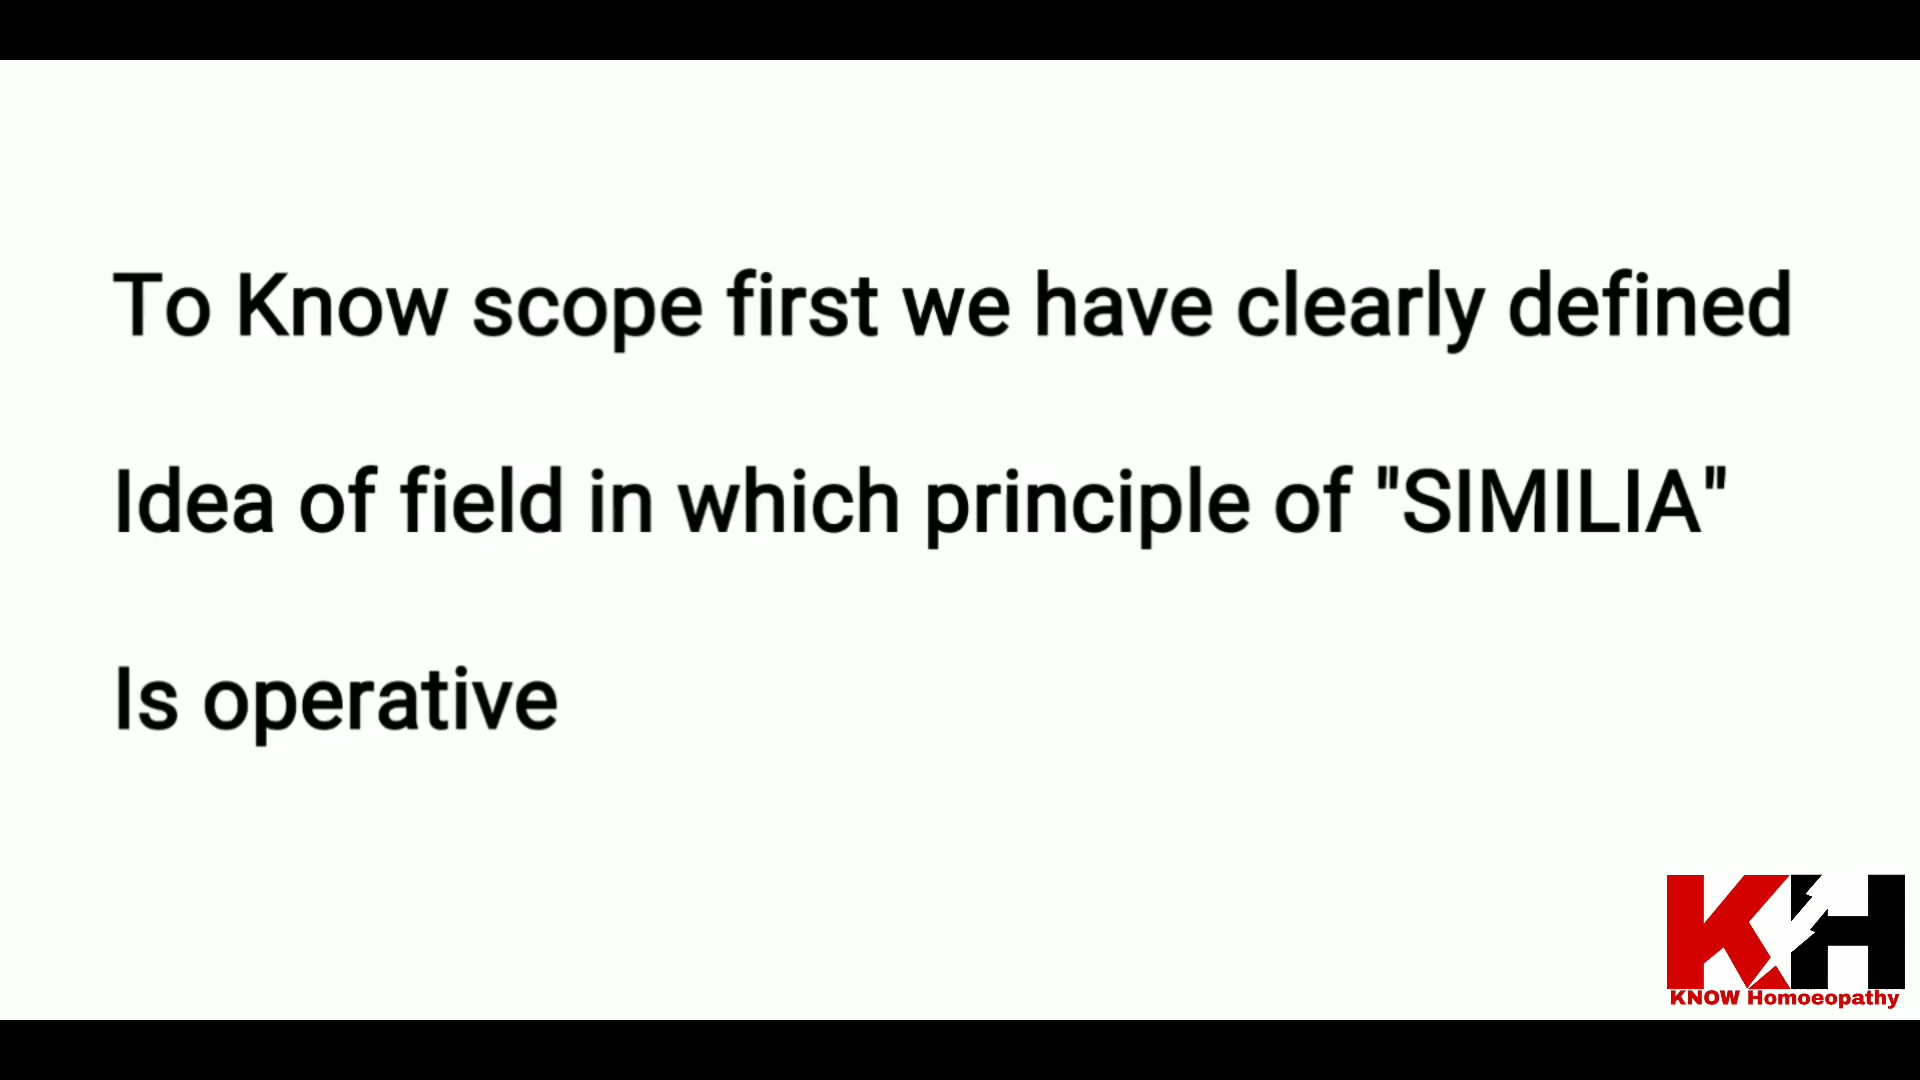 To Know scope first we have clearly defined
Idea of field in which principle of "SIMILIA"
Is operative
KH
KNOW Homoeopathy